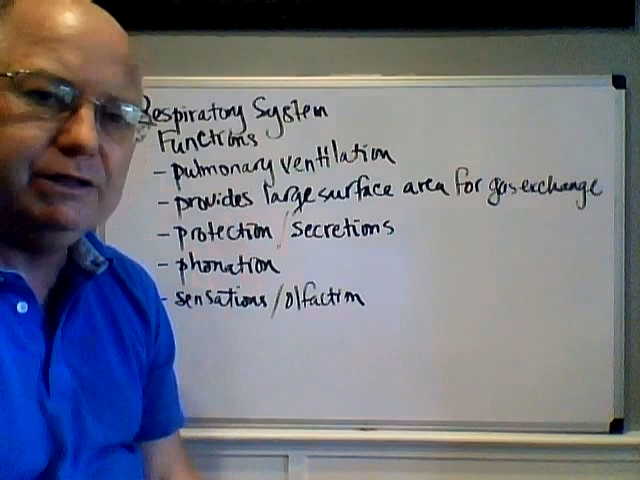 Respiratory System
Functions
- pulmonary ventilation
- provides large surface area for gas exchange
- protection / secretions
- phonation
- sensations / olfaction